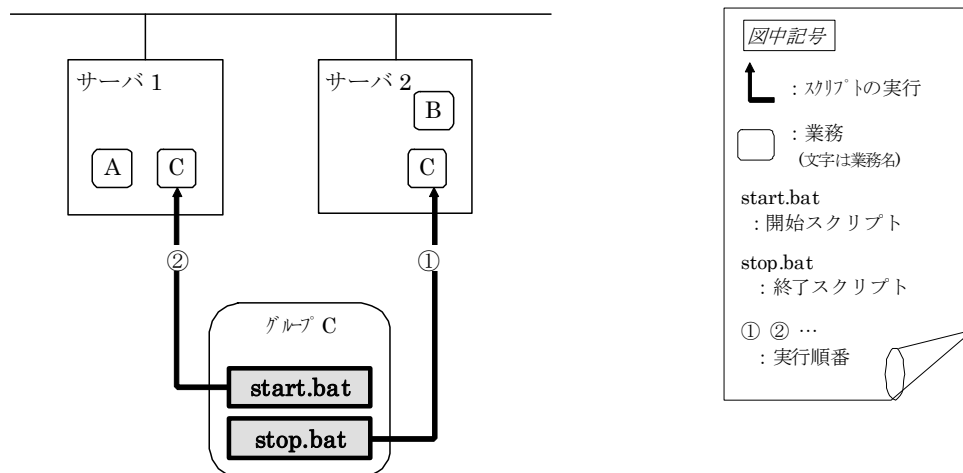 サーバ 1
A
C
サーバ 2
B
C
②
①
グループ C
start.bat
stop.bat
図中記号
：スクリプトの実行
：業務
(文字は業務名)
start.bat
：開始スクリプト
stop.bat
：終了スクリプト
① ② …
：実行順番